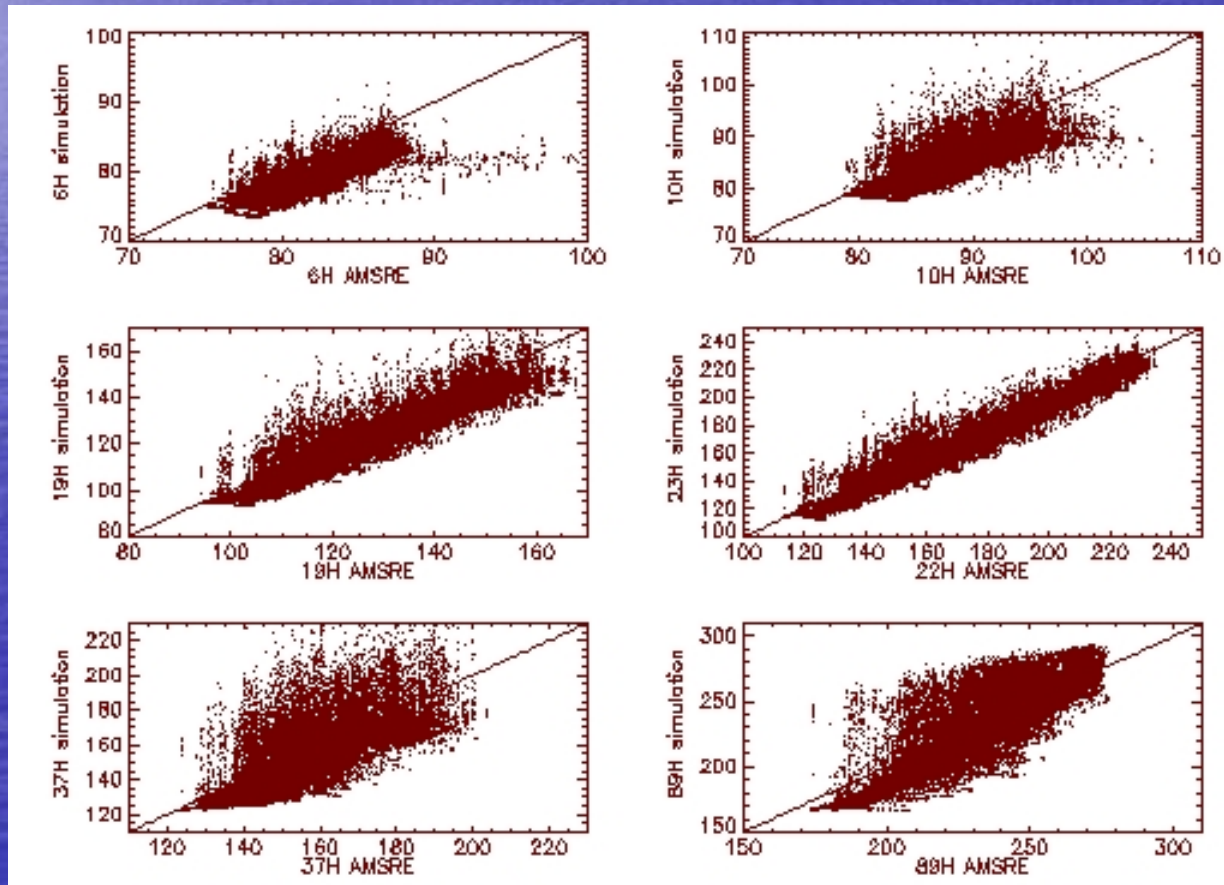 100
90
80
70
6H simulation
70 80 90 100
6H AMSRE
110
100
90
80
70
10H simulation
70 80 90 100 110
10H AMSRE
160
140
120
100
80
19H simulation
80 100 120 140 160
19H AMSRE
240
220
200
180
160
140
120
100
23H simulation
100 120 140 160 180 200 220 240
22H AMSRE
220
200
180
160
140
120
37H simulation
120 140 160 180 200 220
37H AMSRE
300
250
200
150
89H simulation
150 200 250 300
89H AMSRE